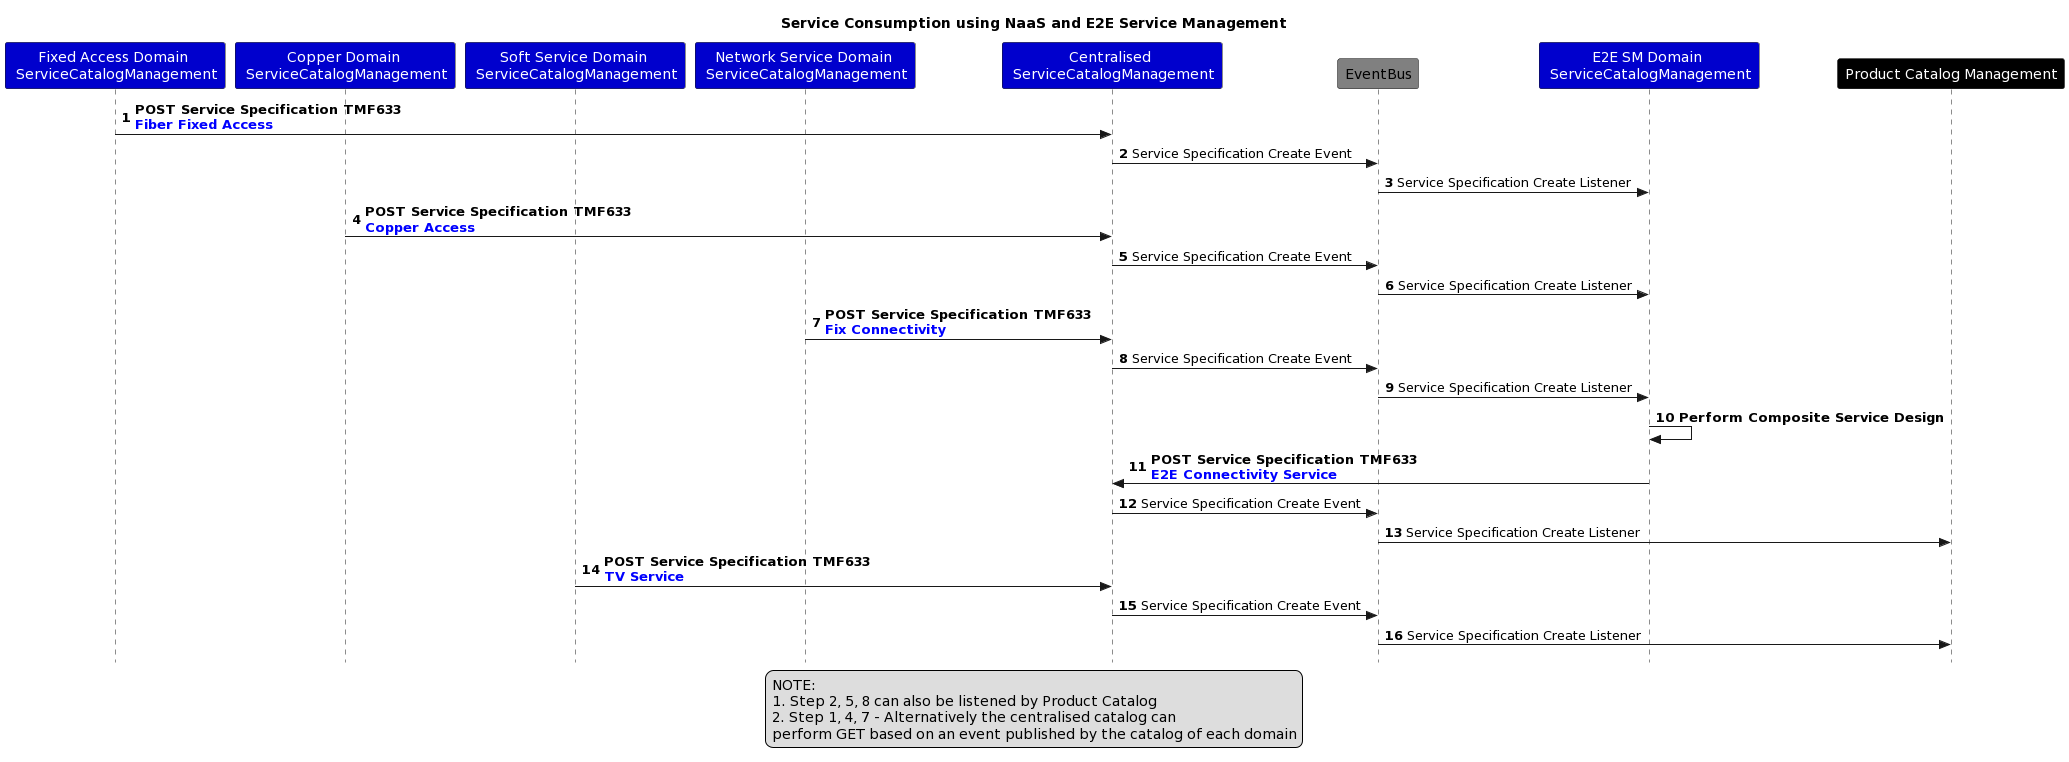 Service Consumption using NaaS and E2E Service Management
Fixed Access Domain
ServiceCatalogManagement
Copper Domain
ServiceCatalogManagement
Soft Service Domain
ServiceCatalogManagement
Network Service Domain
ServiceCatalogManagement
Centralised
ServiceCatalogManagement
EventBus
E2E SM Domain
ServiceCatalogManagement
Product Catalog Management
1 POST Service Specification TMF633
Fiber Fixed Access
2 Service Specification Create Event
3 Service Specification Create Listener
4 POST Service Specification TMF633
Copper Access
5 Service Specification Create Event
6 Service Specification Create Listener
7 POST Service Specification TMF633
Fix Connectivity
8 Service Specification Create Event
9 Service Specification Create Listener
10 Perform Composite Service Design
11 POST Service Specification TMF633
E2E Connectivity Service
12 Service Specification Create Event
13 Service Specification Create Listener
14 POST Service Specification TMF633
TV Service
15 Service Specification Create Event
16 Service Specification Create Listener
NOTE:
1. Step 2, 5, 8 can also be listened by Product Catalog
2. Step 1, 4, 7 - Alternatively the centralised catalog can
perform GET based on an event published by the catalog of each domain